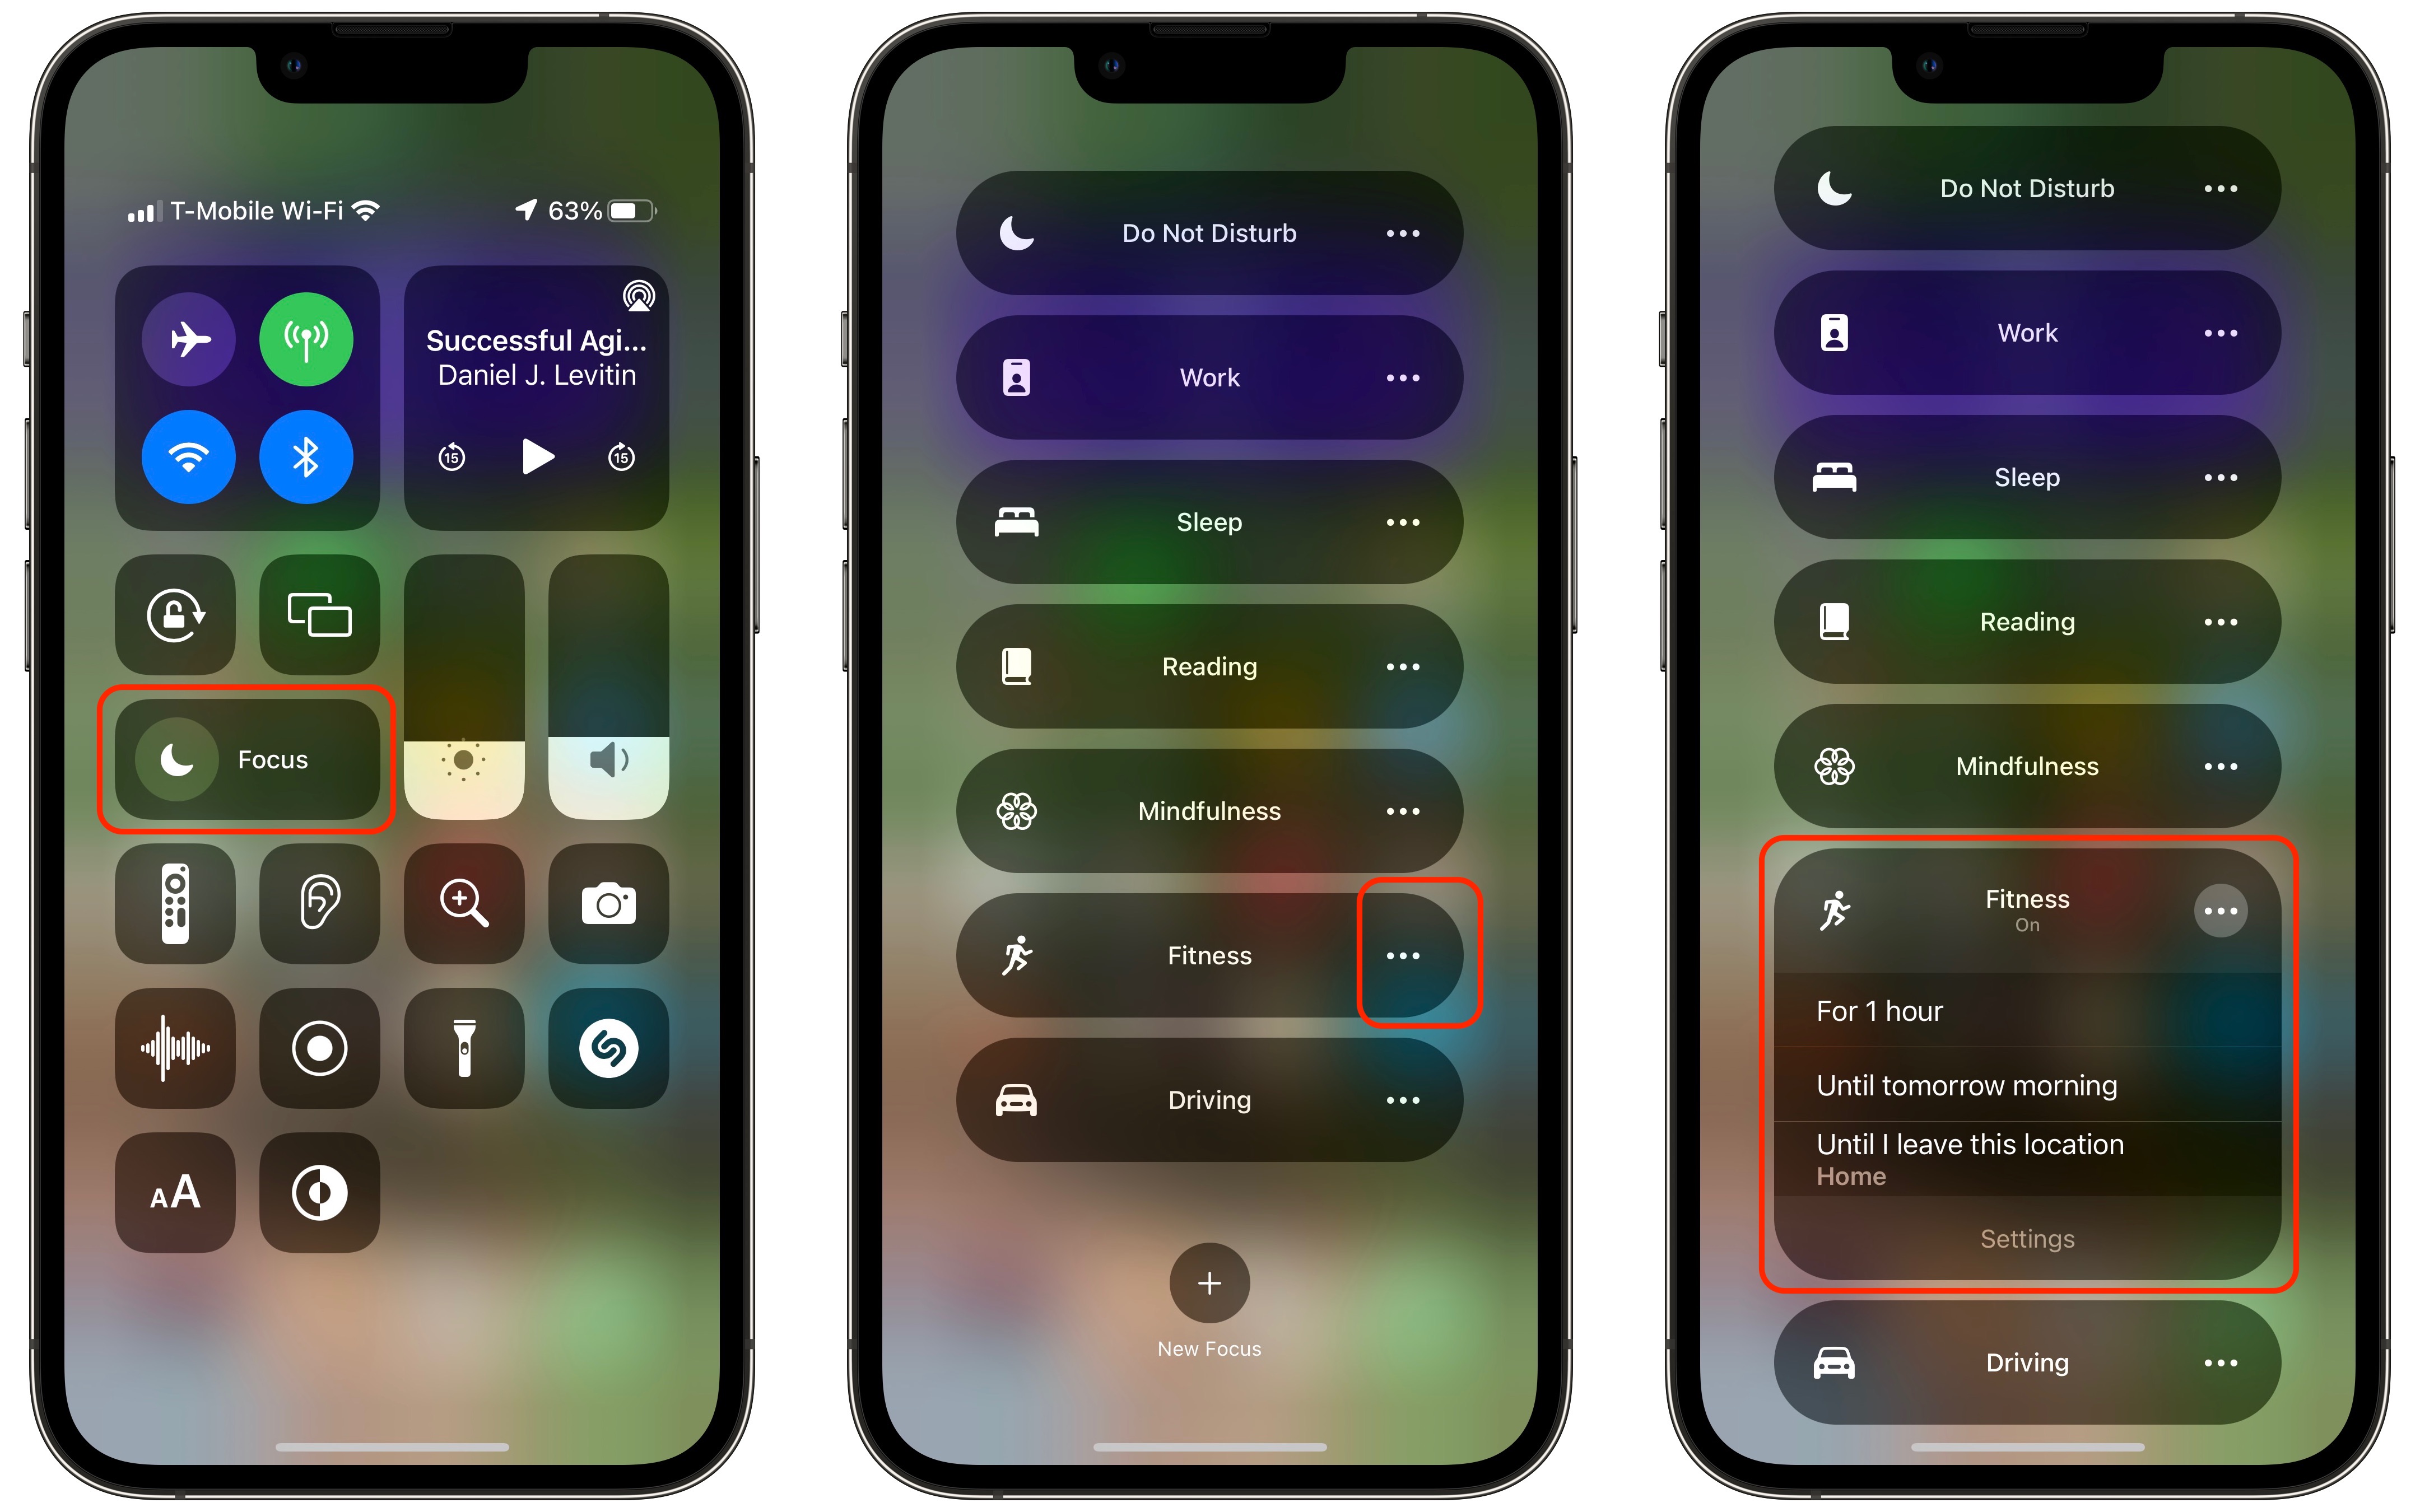 T-Mobile Wi-Fi 63%
Successful Agi...
Daniel J. Levitin
15 15
Focus
AA
Do Not Disturb
Work
Sleep
Reading
Mindfulness
Fitness
Driving
New Focus
Do Not Disturb
Work
Sleep
Reading
Mindfulness
Fitness
On
For 1 hour
Until tomorrow morning
Until I leave this location
Home
Settings
Driving